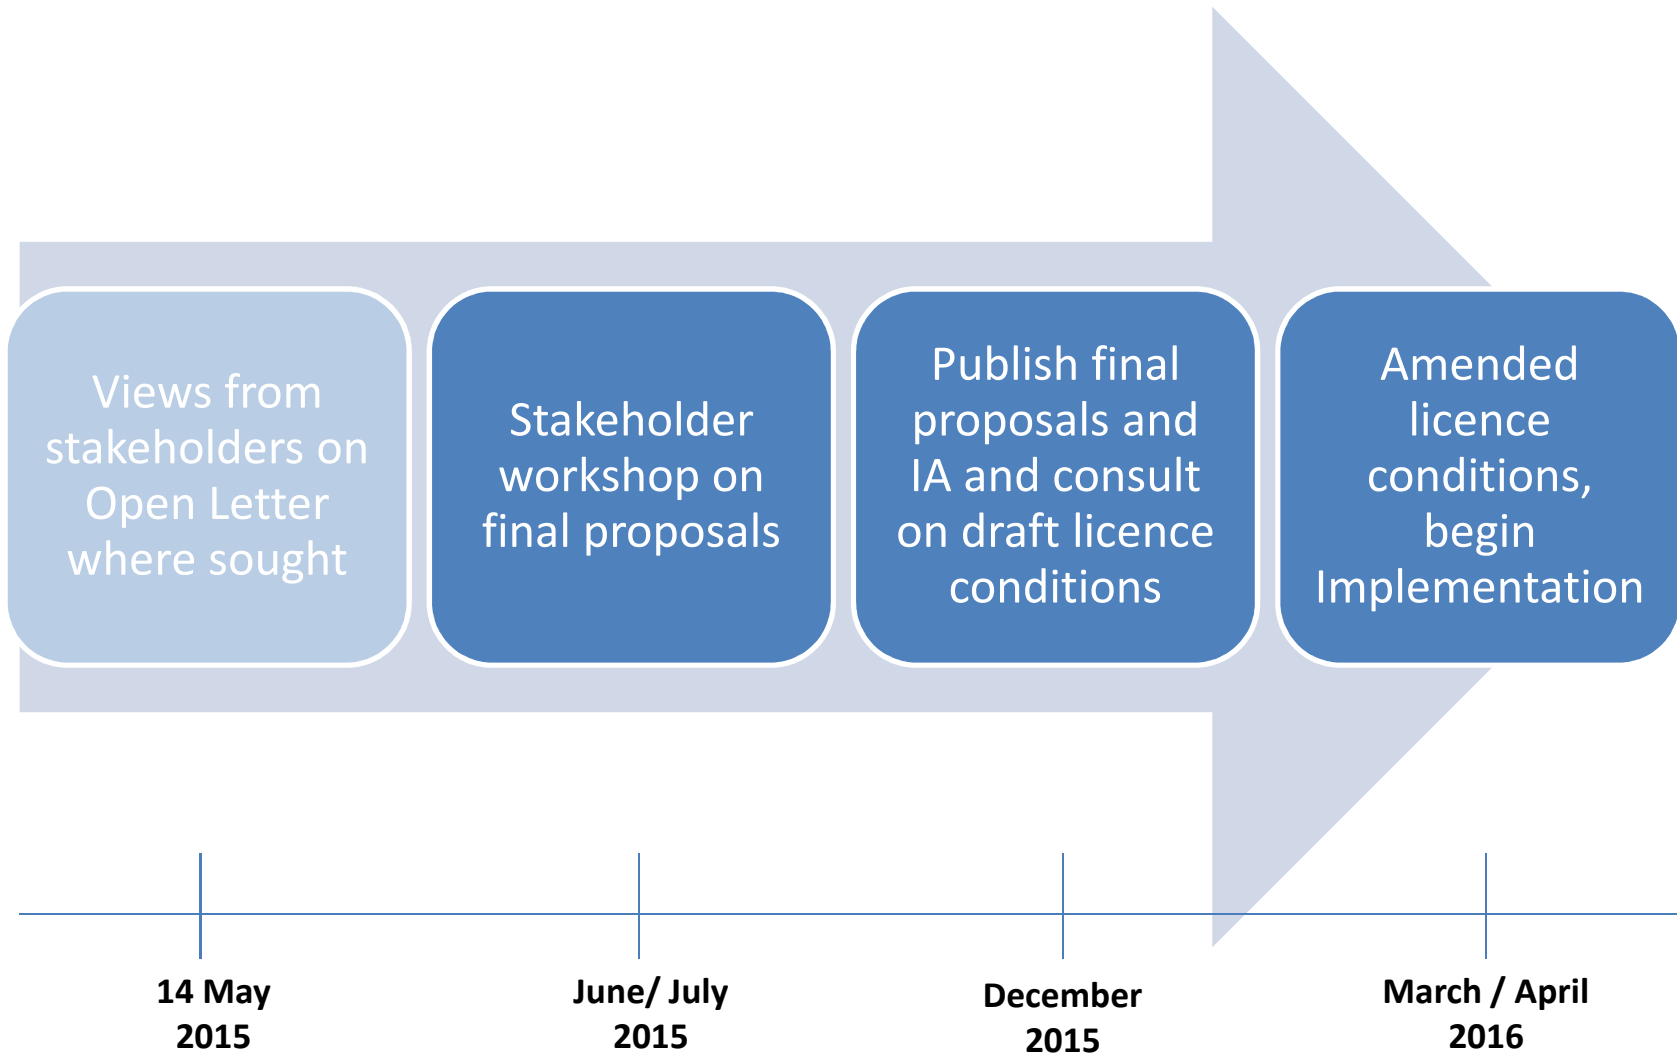 Views from
stakeholders on
Open Letter
where sought
Stakeholder
workshop on
final proposals
Publish final
proposals and
IA and consult
on draft licence
conditions
Amended
licence
conditions,
begin
Implementation
14 May
2015
June/ July
2015
December
2015
March / April
2016